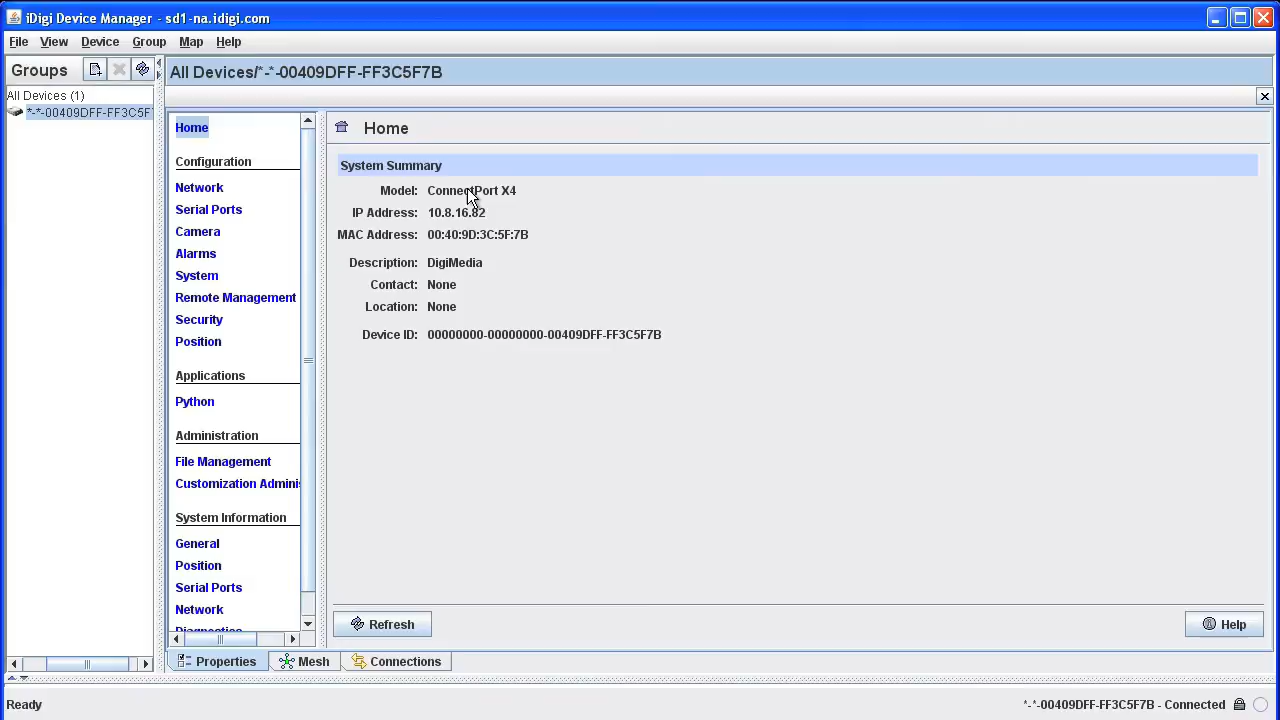 iDigi Device Manager - sd1-na.idigi.com
File View Device Group Map Help
Groups
All Devices/*-*-00409DFF-FF3C5F7B
All Devices (1)
*-*-00409DFF-FF3C5F
Home
Configuration
Network
Serial Ports
Camera
Alarms
System
Remote Management
Security
Position
Applications
Python
Administration
File Management
Customization Adminis
System Information
General
Position
Serial Ports
Network
Diagnostics
Home
System Summary
Model: ConnectPort X4
IP Address: 10.8.16.82
MAC Address: 00:40:9D:3C:5F:7B
Description: DigiMedia
Contact: None
Location: None
Device ID: 00000000-00000000-00409DFF-FF3C5F7B
Refresh
Help
Properties Mesh Connections
Ready
*-*-00409DFF-FF3C5F7B - Connected